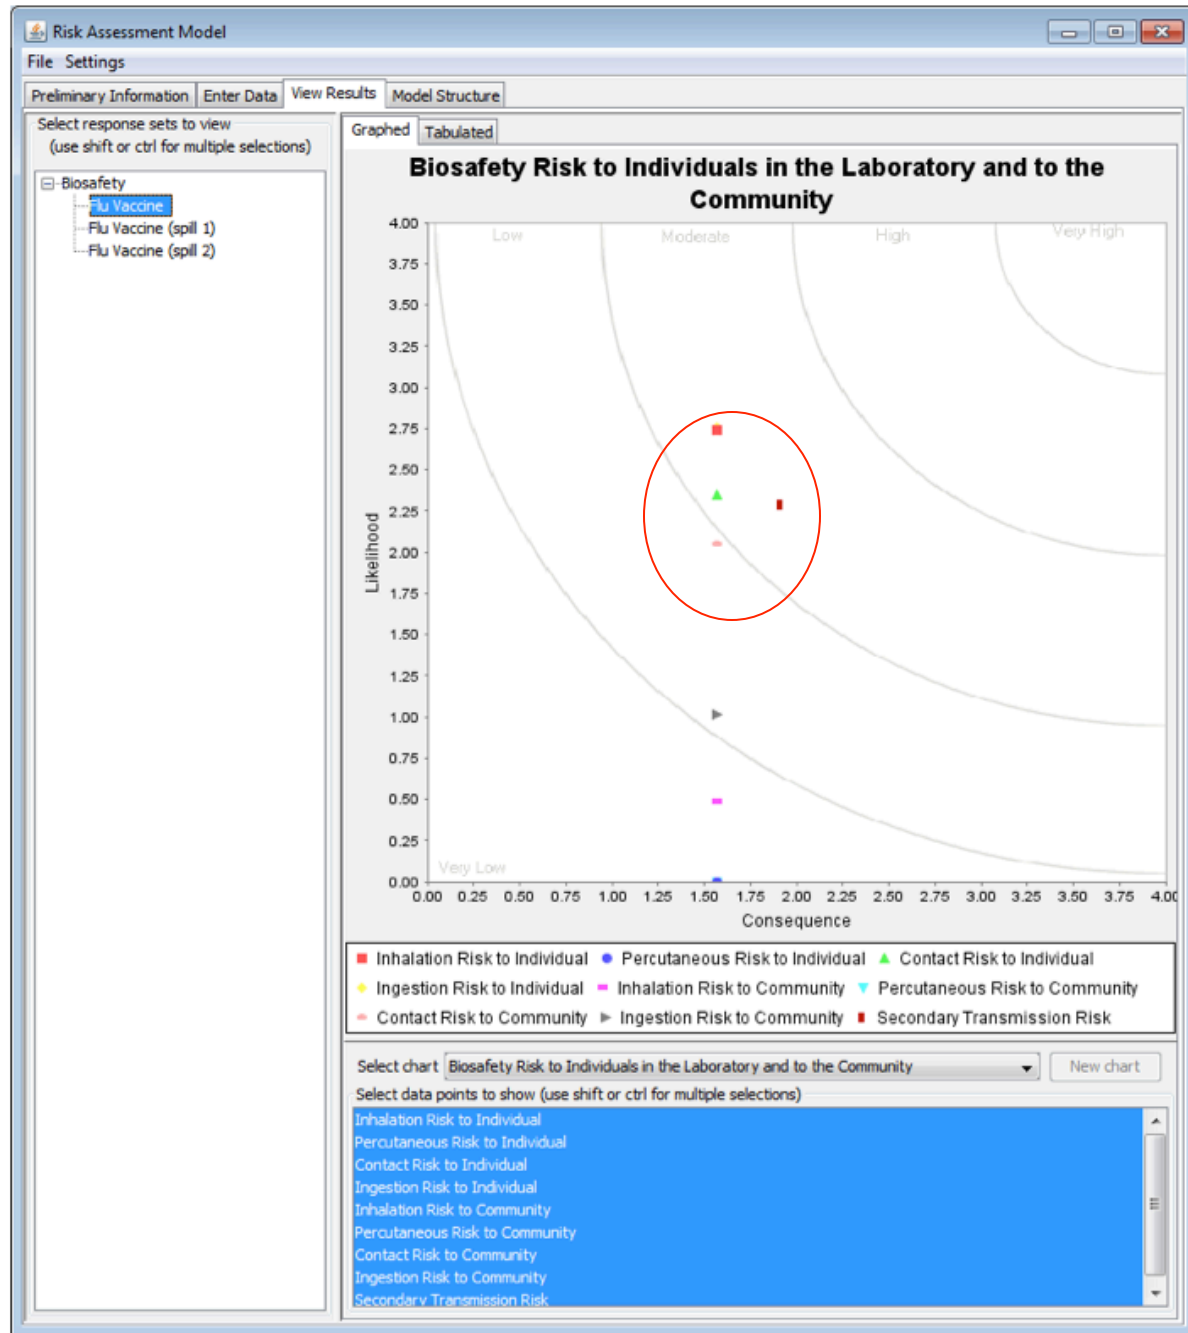 Risk Assessment Model
File Settings
Preliminary Information Enter Data View Results Model Structure
Select response sets to view
(use shift or ctrl for multiple selections)
Biosafety
Flu Vaccine
Flu Vaccine (spill 1)
Flu Vaccine (spill 2)
Graphed Tabulated
Biosafety Risk to Individuals in the Laboratory and to the
Community
Low Moderate High Very High
4.00
3.75
3.50
3.25
3.00
2.75
2.50
2.25
2.00
1.75
1.50
1.25
1.00
0.75
0.50
0.25
0.00
Likelihood
Very Low
0.00 0.25 0.50 0.75 1.00 1.25 1.50 1.75 2.00 2.25 2.50 2.75 3.00 3.25 3.50 3.75 4.00
Consequence
Inhalation Risk to Individual Percutaneous Risk to Individual Contact Risk to Individual
Ingestion Risk to Individual Inhalation Risk to Community Percutaneous Risk to Community
Contact Risk to Community Ingestion Risk to Community Secondary Transmission Risk
Select chart Biosafety Risk to Individuals in the Laboratory and to the Community New chart
Select data points to show (use shift or ctrl for multiple selections)
Inhalation Risk to Individual
Percutaneous Risk to Individual
Contact Risk to Individual
Ingestion Risk to Individual
Inhalation Risk to Community
Percutaneous Risk to Community
Contact Risk to Community
Ingestion Risk to Community
Secondary Transmission Risk